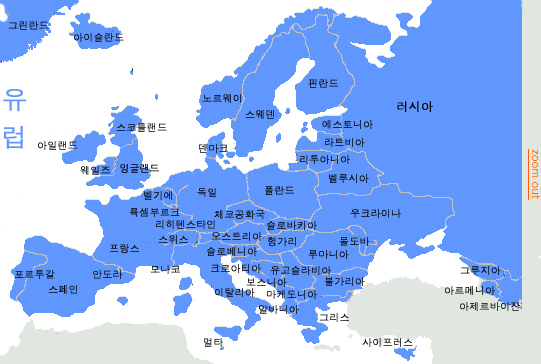 그린란드
아이슬란드
유
럽
노르웨이
핀란드
스웨덴
러시아
스코틀랜드
에스토니아
아일랜드
덴마크
라트비아
리투아니아
웨일즈
잉글랜드
벨루시아
벨기에
독일
폴란드
룩셈부르크
체코공화국
우크라이나
리히텐스타인
슬로바키아
스위스
오스트리아
헝가리
몰도바
프랑스
슬로베니아
루마니아
포르투갈
안도라
모나코
크로아티아
유고슬라비아
그루지아
스페인
보스니아
불가리아
이탈리아
마케도니아
아르메니아
알바니아
아제르바이잔
그리스
멀타
사이프러스
zoom out